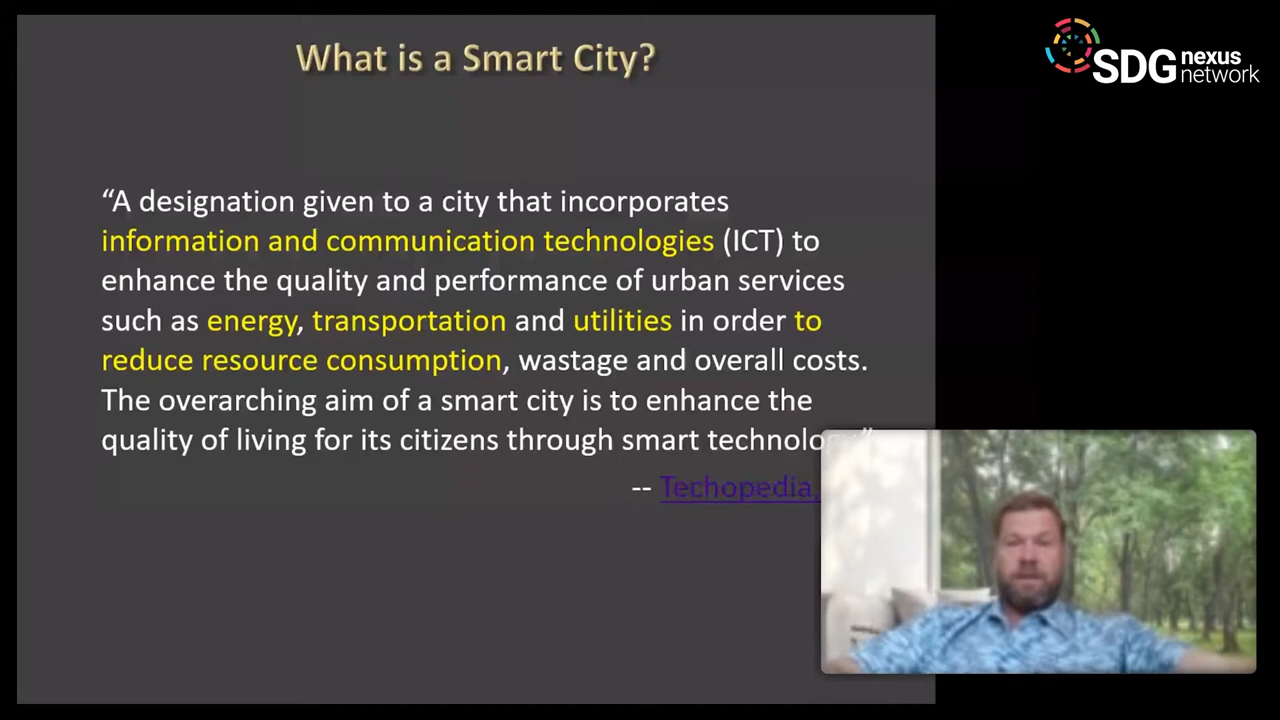 What is a Smart City?
“A designation given to a city that incorporates
information and communication technologies (ICT) to
enhance the quality and performance of urban services
such as energy, transportation and utilities in order to
reduce resource consumption, wastage and overall costs.
The overarching aim of a smart city is to enhance the
quality of living for its citizens through smart technology”
-- Techopedia,
SDG nexus
network